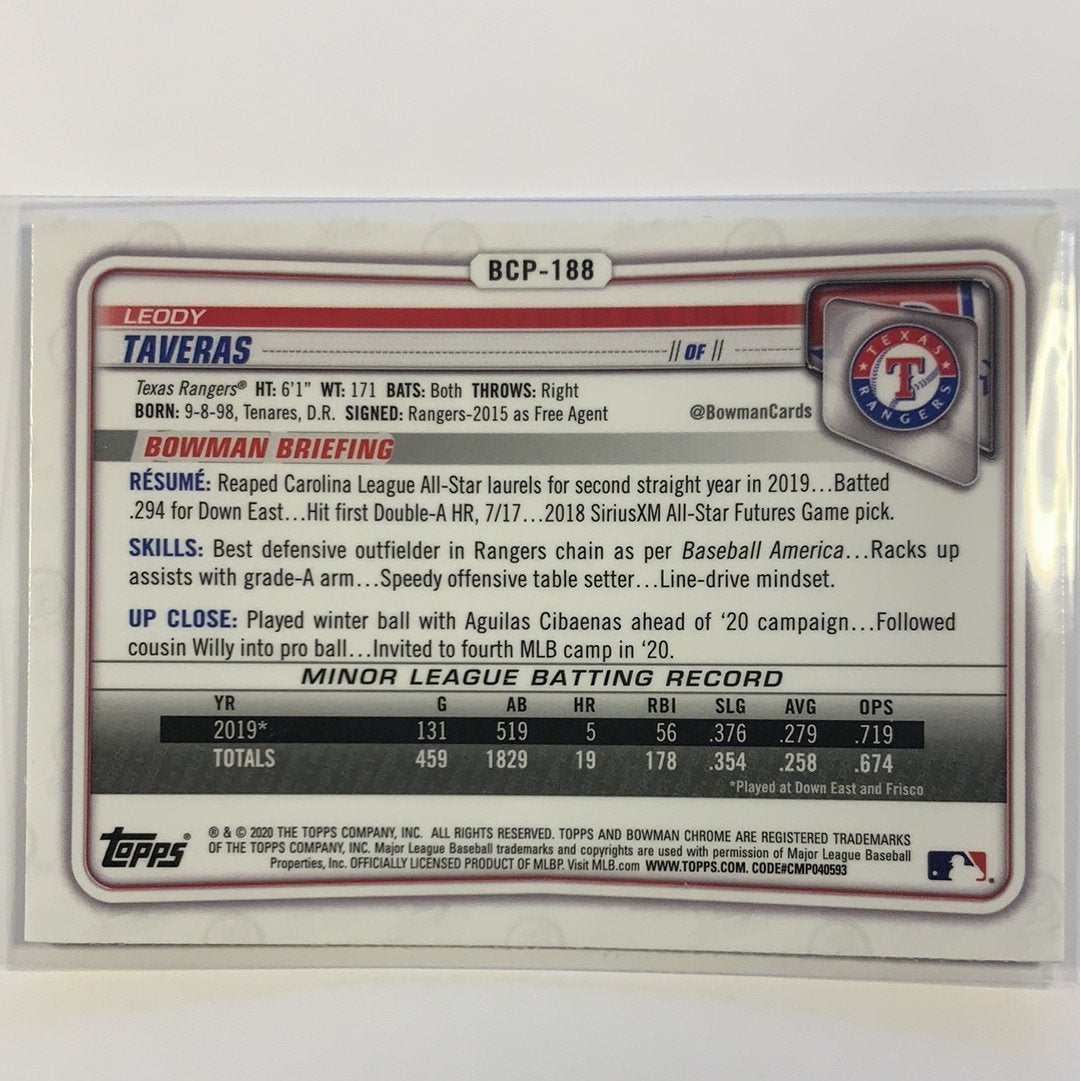 BCP-188
LEODY
TAVERAS // OF //
Texas Rangers® HT: 6'1" WT: 171 BATS: Both THROWS: Right
BORN: 9-8-98, Tenares, D.R. SIGNED: Rangers-2015 as Free Agent @BowmanCards
TEXAS
T
RANGERS
BOWMAN BRIEFING
RÉSUMÉ: Reaped Carolina League All-Star laurels for second straight year in 2019...Batted
.294 for Down East...Hit first Double-A HR, 7/17...2018 SiriusXM All-Star Futures Game pick.
SKILLS: Best defensive outfielder in Rangers chain as per Baseball America...Racks up
assists with grade-A arm...Speedy offensive table setter...Line-drive mindset.
UP CLOSE: Played winter ball with Aguilas Cibaenas ahead of '20 campaign...Followed
cousin Willy into pro ball...Invited to fourth MLB camp in '20.
MINOR LEAGUE BATTING RECORD
YR G AB HR RBI SLG AVG OPS
2019* 131 519 5 56 .376 .279 .719
TOTALS 459 1829 19 178 .354 .258 .674
*Played at Down East and Frisco
Topps®
® & © 2020 THE TOPPS COMPANY, INC. ALL RIGHTS RESERVED. TOPPS AND BOWMAN CHROME ARE REGISTERED TRADEMARKS
OF THE TOPPS COMPANY, INC. Major League Baseball trademarks and copyrights are used with permission of Major League Baseball
Properties, Inc. OFFICIALLY LICENSED PRODUCT OF MLBP. Visit MLB.com WWW.TOPPS.COM. CODE#CMP040593